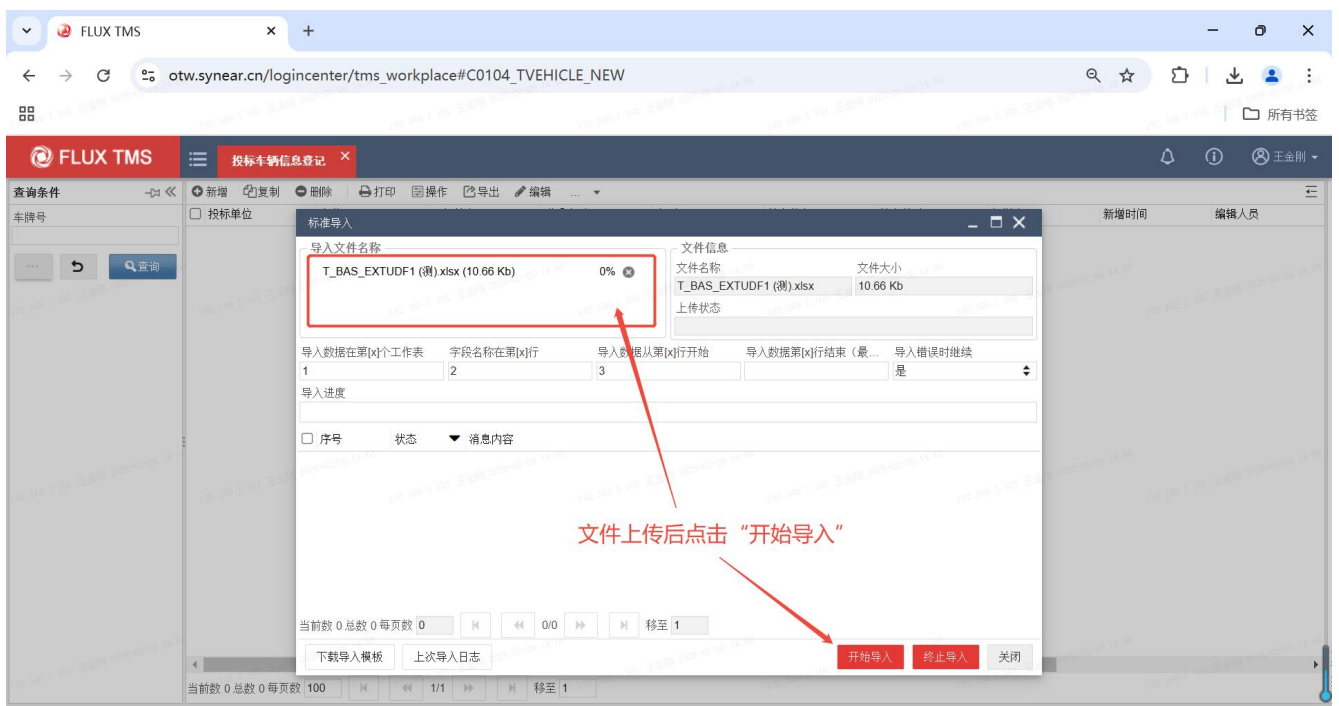 FLUX TMS
otw.synear.cn/logincenter/tms_workplace#C0104_TVEHICLE_NEW
所有书签
FLUX TMS
投标车辆信息登记
王金刚
查询条件
新增 复制 删除 打印 操作 导出 编辑 ...
车牌号
投标单位
新增时间 编辑人员
查询
标准导入
导入文件名称
T_BAS_EXTUDF1 (测).xlsx (10.66 Kb) 0%
文件信息
文件名称 文件大小
T_BAS_EXTUDF1 (测).xlsx 10.66 Kb
上传状态
导入数据在第[x]个工作表 字段名称在第[x]行 导入数据从第[x]行开始 导入数据第[x]行结束（最... 导入错误时继续
1 2 3 是
导入进度
序号 状态 消息内容
文件上传后点击“开始导入”
当前数 0 总数 0 每页数 0 0/0 移至 1
下载导入模板 上次导入日志 开始导入 终止导入 关闭
当前数 0 总数 0 每页数 100 1/1 移至 1